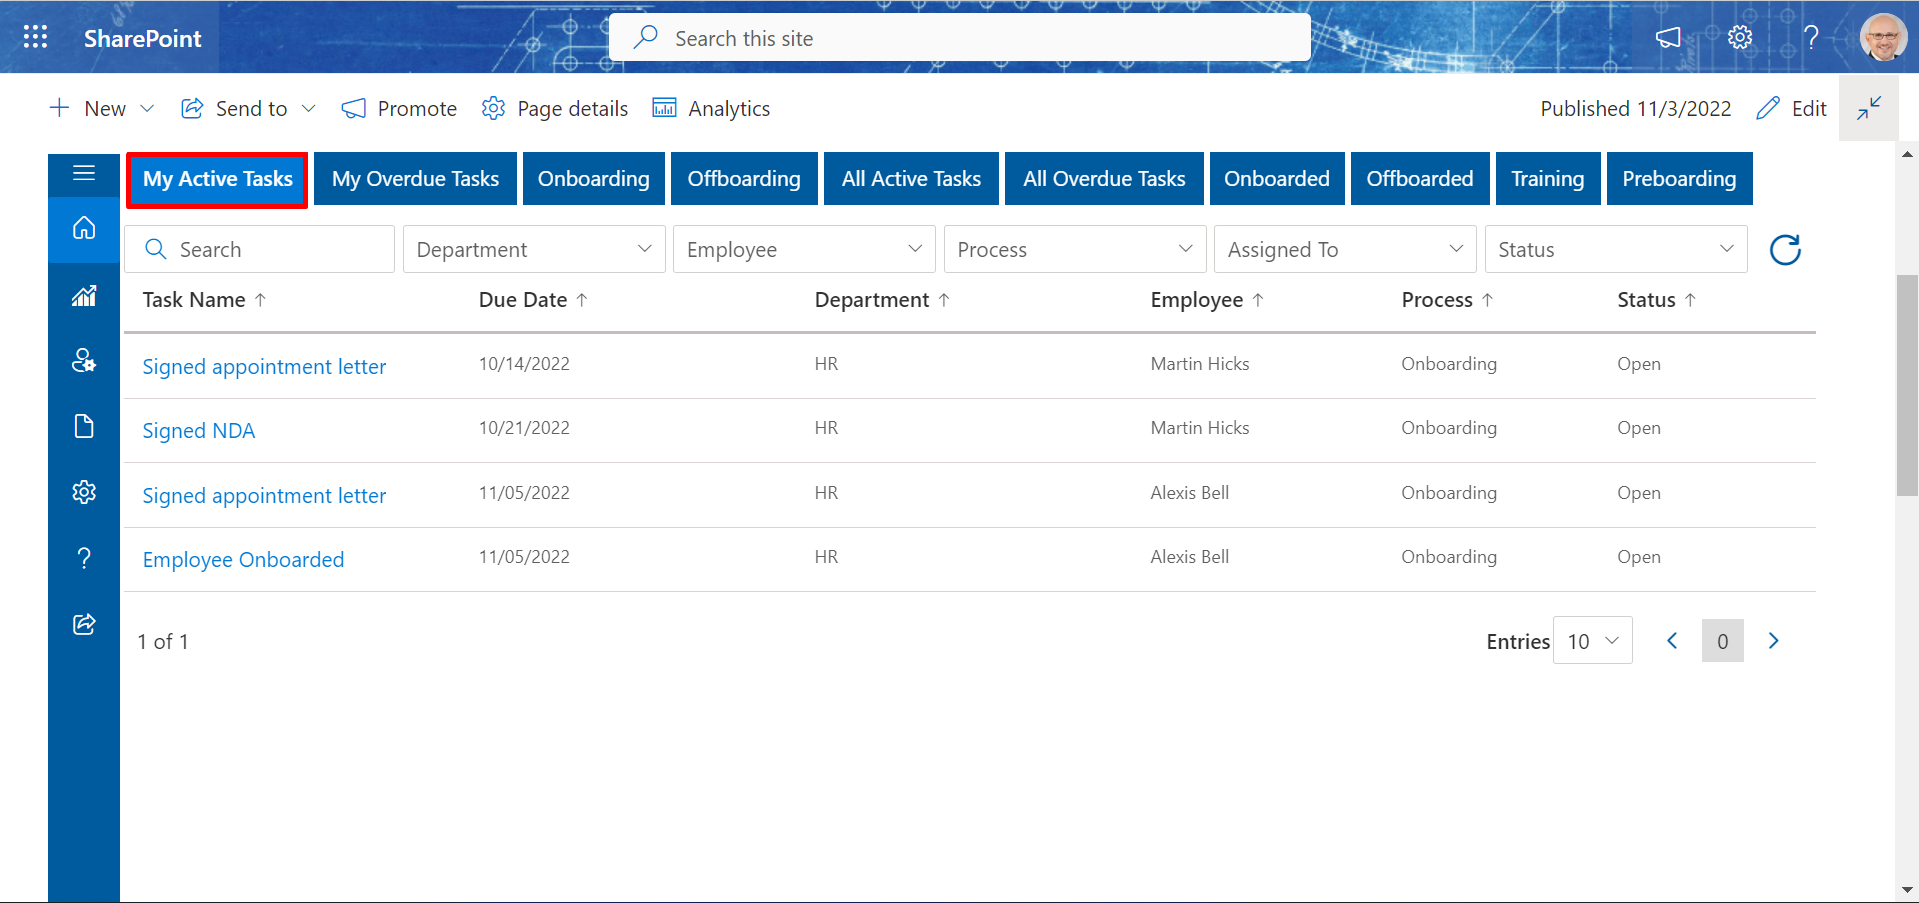 SharePoint
Search this site
New
Send to
Promote
Page details
Analytics
Published 11/3/2022
Edit
My Active Tasks
My Overdue Tasks
Onboarding
Offboarding
All Active Tasks
All Overdue Tasks
Onboarded
Offboarded
Training
Preboarding
Search
Department
Employee
Process
Assigned To
Status
Task Name ↑ Due Date ↑ Department ↑ Employee ↑ Process ↑ Status ↑
Signed appointment letter 10/14/2022 HR Martin Hicks Onboarding Open
Signed NDA 10/21/2022 HR Martin Hicks Onboarding Open
Signed appointment letter 11/05/2022 HR Alexis Bell Onboarding Open
Employee Onboarded 11/05/2022 HR Alexis Bell Onboarding Open
1 of 1
Entries 10
0